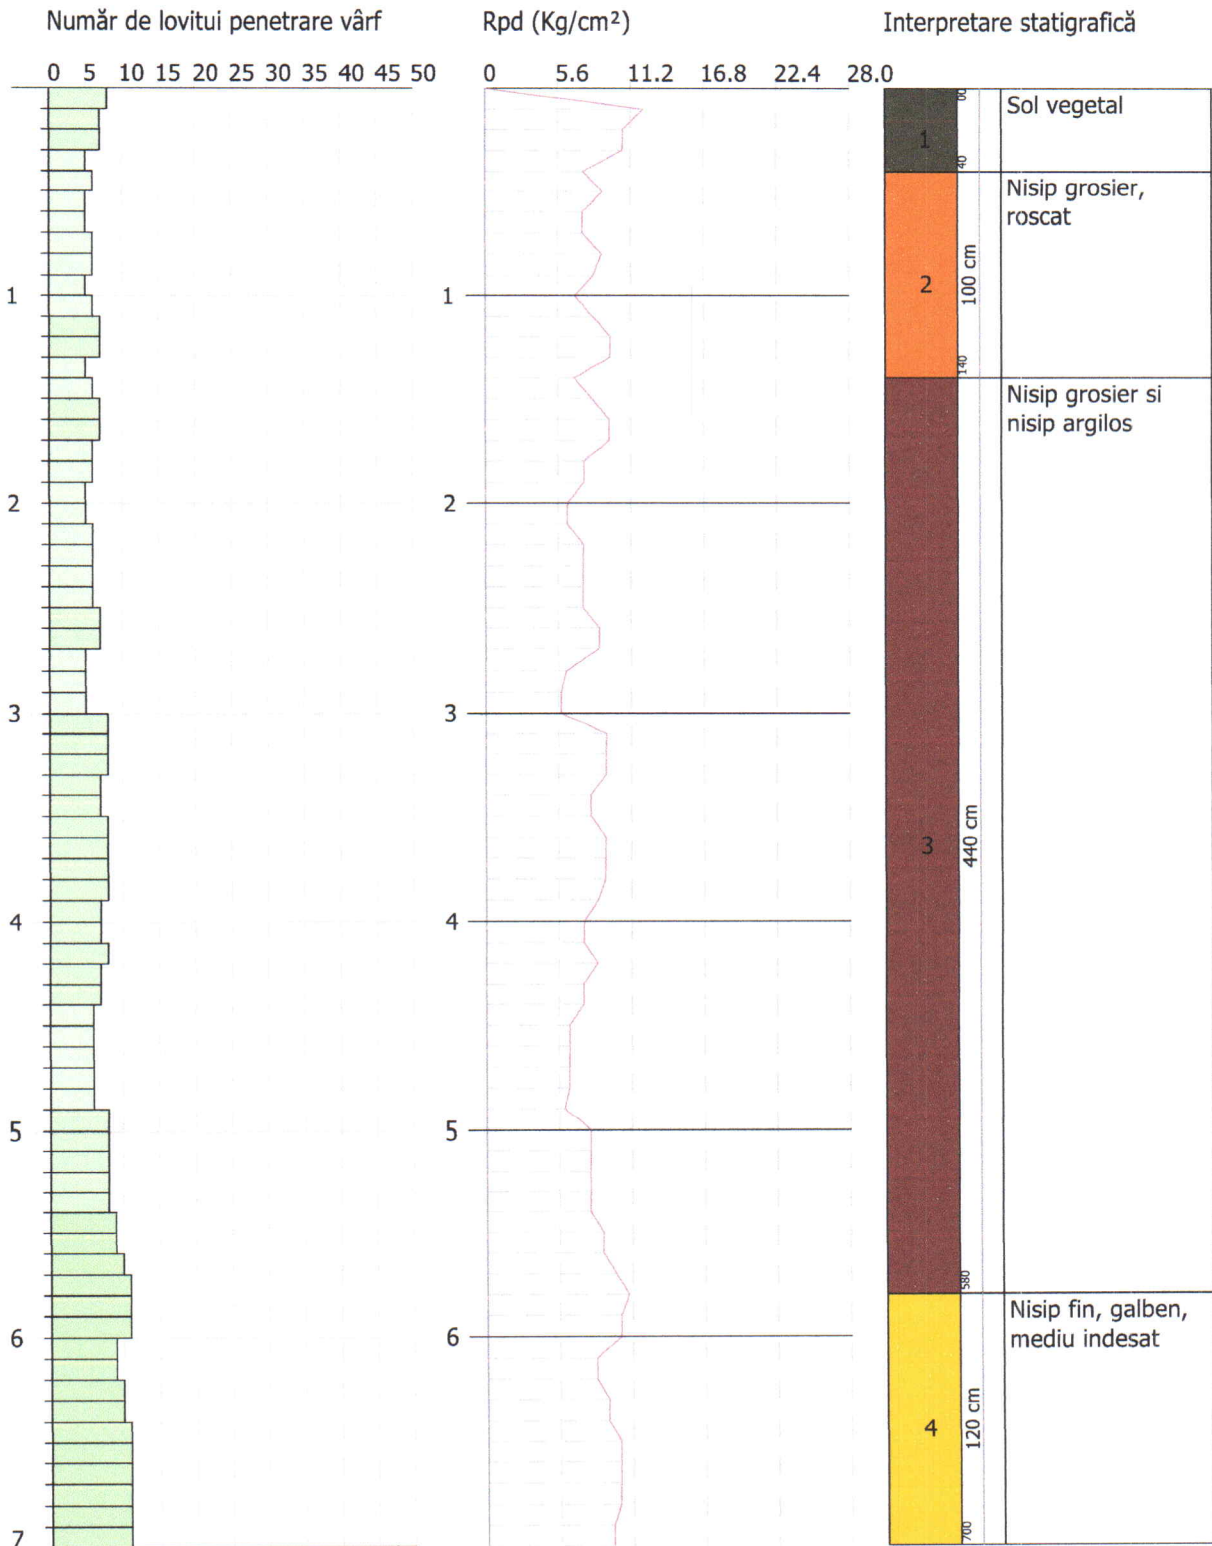 Număr de lovitui penetrare vârf
Rpd (Kg/cm²)
Interpretare statigrafică
0 5 10 15 20 25 30 35 40 45 50
0 5.6 11.2 16.8 22.4 28.0
00
1
40
Sol vegetal
2
100 cm
140
Nisip grosier,
roscat
1
1
Nisip grosier si
nisip argilos
2
2
3
3
3
440 cm
4
4
5
5
580
Nisip fin, galben,
mediu indesat
6
6
4
120 cm
700
7